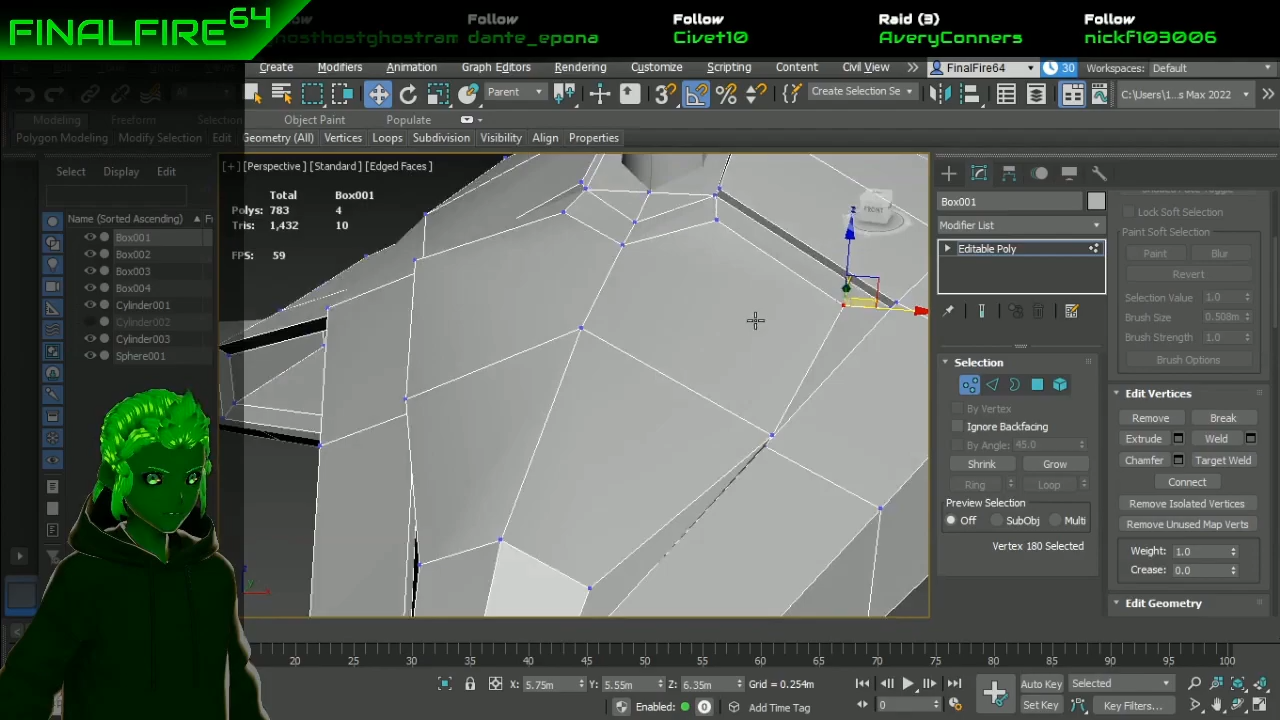 FINALFIRE64
Follow
dante_epona
Follow
Civet10
Raid (3)
AveryConners
Follow
nickf103006
Create Modifiers Animation Graph Editors Rendering Customize Scripting Content Civil View FinalFire64 30 Workspaces: Default
All Parent Create Selection Se C:\Users\1...s Max 2022
Modeling Freeform Selection Object Paint Populate
Polygon Modeling Modify Selection Edit Geometry (All) Vertices Loops Subdivision Visibility Align Properties
Select Display Edit
Name (Sorted Ascending)
Box001
Box002
Box003
Box004
Cylinder001
Cylinder002
Cylinder003
Sphere001
[+] [Perspective] [Standard] [Edged Faces]
Total Box001
Polys: 783 4
Tris: 1,432 10
FPS: 59
FRONT
Box001
Modifier List
Editable Poly
Selection
By Vertex
Ignore Backfacing
By Angle: 45.0
Shrink Grow
Ring Loop
Preview Selection
Off SubObj Multi
Vertex 180 Selected
Lock Soft Selection
Paint Soft Selection
Paint Blur
Revert
Selection Value 1.0
Brush Size 0.508m
Brush Strength 1.0
Brush Options
Edit Vertices
Remove Break
Extrude Weld
Chamfer Target Weld
Connect
Remove Isolated Vertices
Remove Unused Map Verts
Weight: 1.0
Crease: 0.0
Edit Geometry
20 25 30 35 40 45 50 55 60 65 70 75 80 85 90 95 100
X: 5.75m Y: 5.55m Z: 6.35m Grid = 0.254m Auto Key Selected
Enabled: Add Time Tag 0 Set Key Key Filters...